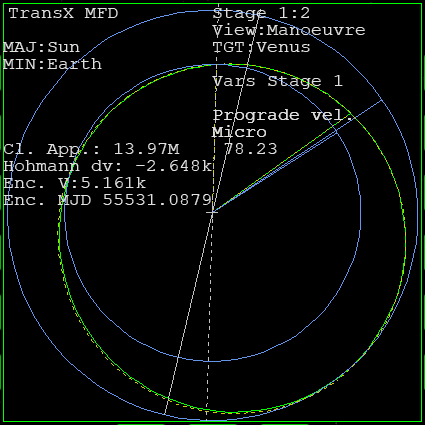 TransX MFD
Stage 1:2
View:Manoeuvre
MAJ:Sun
TGT:Venus
MIN:Earth
Vars Stage 1
Prograde vel.
Micro
Cl. App.: 13.97M
78.23
Hohmann dv: -2.648k
Enc. V:5.161k
Enc. MJD 55531.0879